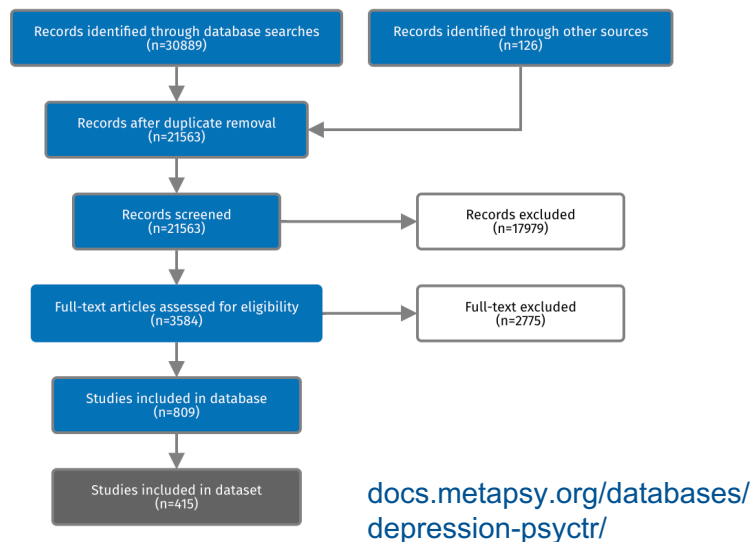 Records identified through database searches
(n=30889)
Records identified through other sources
(n=126)
Records after duplicate removal
(n=21563)
Records screened
(n=21563)
Records excluded
(n=17979)
Full-text articles assessed for eligibility
(n=3584)
Full-text excluded
(n=2775)
Studies included in database
(n=809)
Studies included in dataset
(n=415)
docs.metapsy.org/databases/
depression-psyctr/